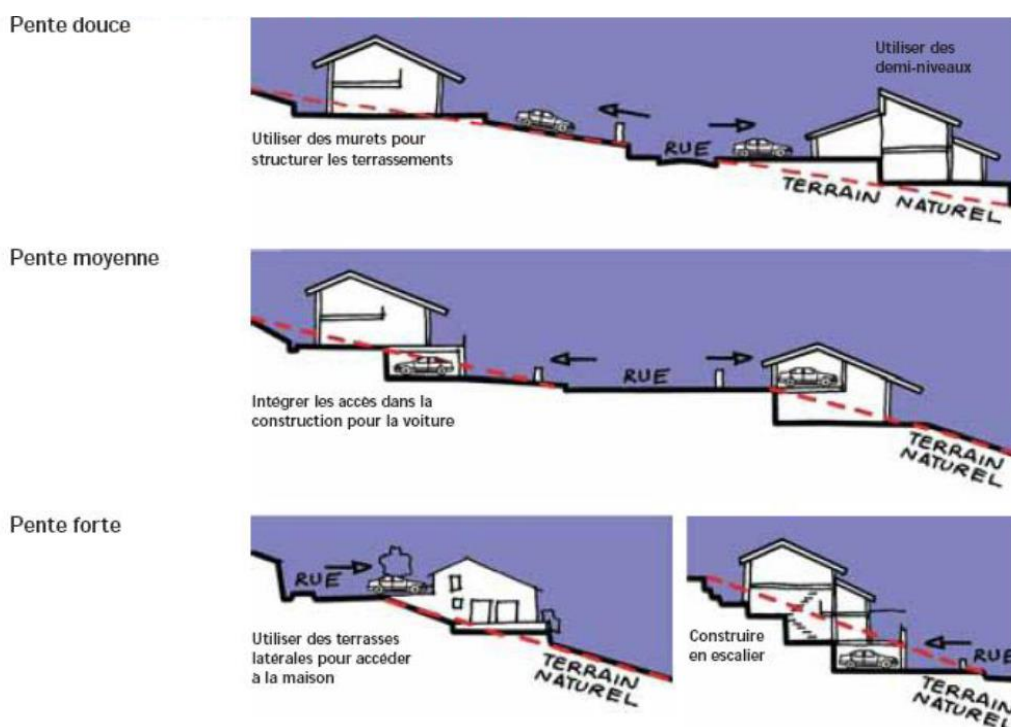 Pente douce
Utiliser des
demi-niveaux
Utiliser des murets pour
structurer les terrassements
RUE
TERRAIN NATUREL
Pente moyenne
RUE
Intégrer les accès dans la
construction pour la voiture
TERRAIN
NATUREL
Pente forte
RUE
Utiliser des terrasses
latérales pour accéder
à la maison
TERRAIN
NATUREL
Construire
en escalier
RUE
TERRAIN
NATUREL